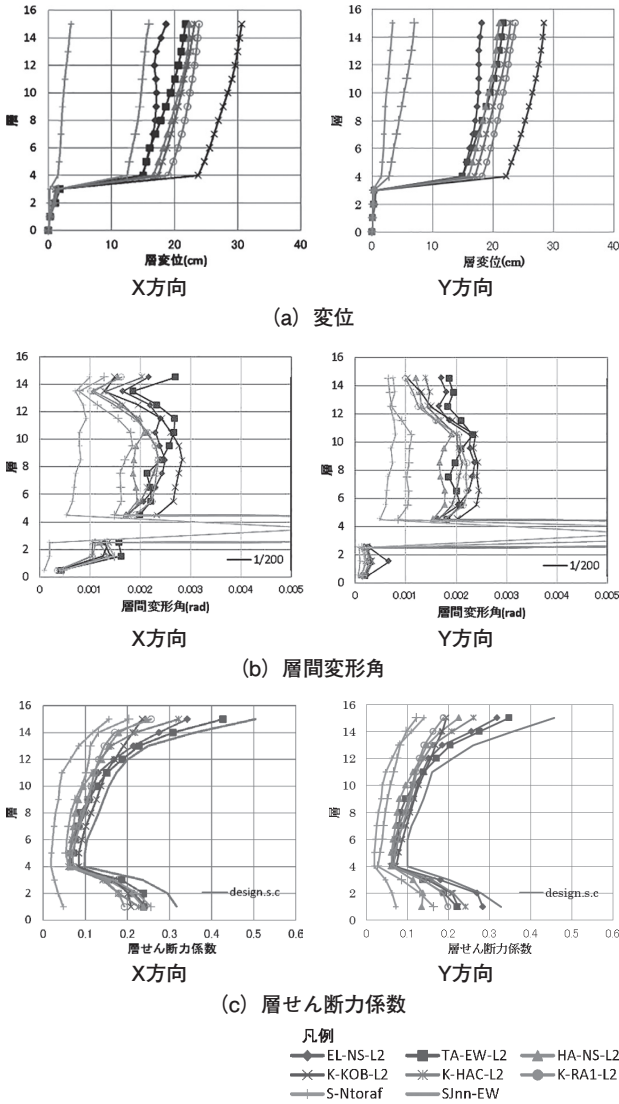 層
16
14
12
10
8
6
4
2
0
0 10 20 30 40
層変位(cm)
X方向
層
16
14
12
10
8
6
4
2
0
0 10 20 30 40
層変位(cm)
Y方向
(a) 変位
層
16
14
12
10
8
6
4
2
0
1/200
0 0.001 0.002 0.003 0.004 0.005
層間変形角(rad)
X方向
層
16
14
12
10
8
6
4
2
0
1/200
0 0.001 0.002 0.003 0.004 0.005
層間変形角(rad)
Y方向
(b) 層間変形角
層
16
14
12
10
8
6
4
2
0
design.s.c
0 0.1 0.2 0.3 0.4 0.5 0.6
層せん断力係数
X方向
層
16
14
12
10
8
6
4
2
0
design.s.c
0 0.1 0.2 0.3 0.4 0.5 0.6
層せん断力係数
Y方向
(c) 層せん断力係数
凡例
EL-NS-L2 TA-EW-L2 HA-NS-L2
K-KOB-L2 K-HAC-L2 K-RA1-L2
S-Ntoraf SJnn-EW